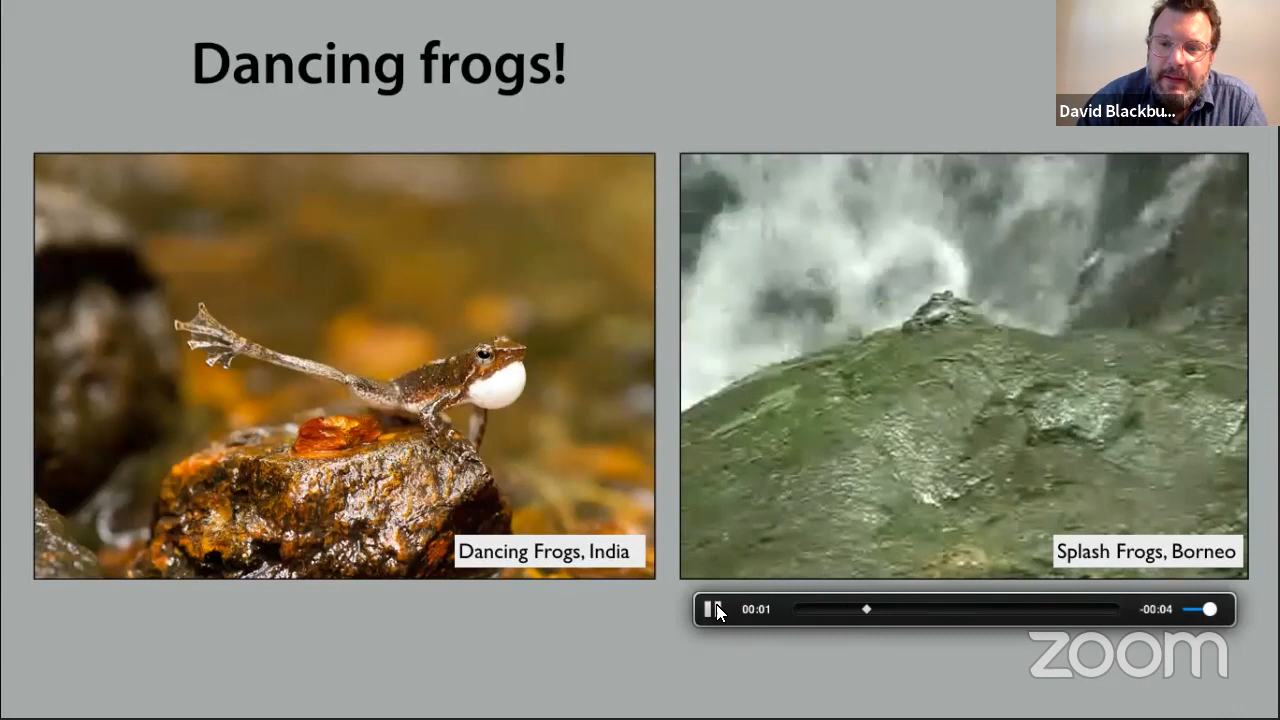 Dancing frogs!
David Blackbu...
Dancing Frogs, India
Splash Frogs, Borneo
00:01
-00:04
zoom